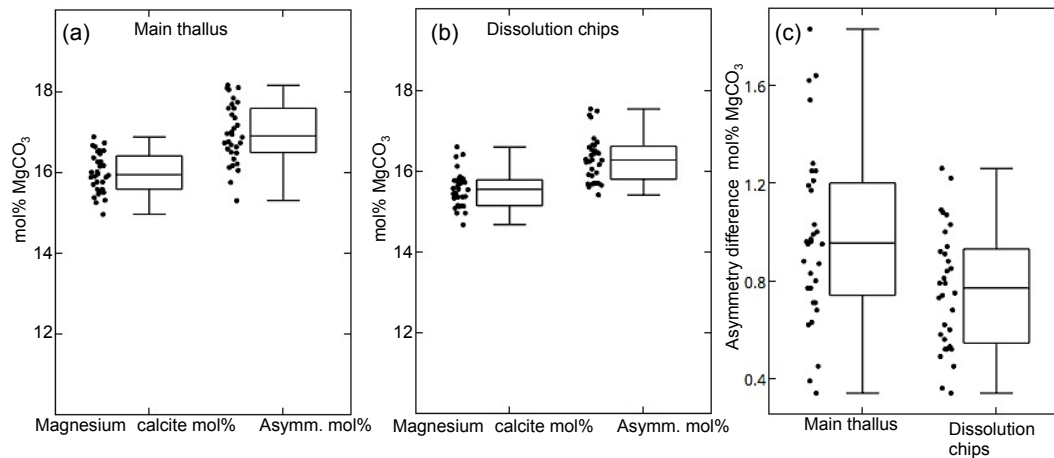 (a)
Main thallus
mol% MgCO₃
18
16
14
12
Magnesium calcite mol% Asymm. mol%
(b)
Dissolution chips
mol% MgCO₃
18
16
14
12
Magnesium calcite mol% Asymm. mol%
(c)
Asymmetry difference mol% MgCO₃
1.6
1.2
0.8
0.4
Main thallus
Dissolution
chips